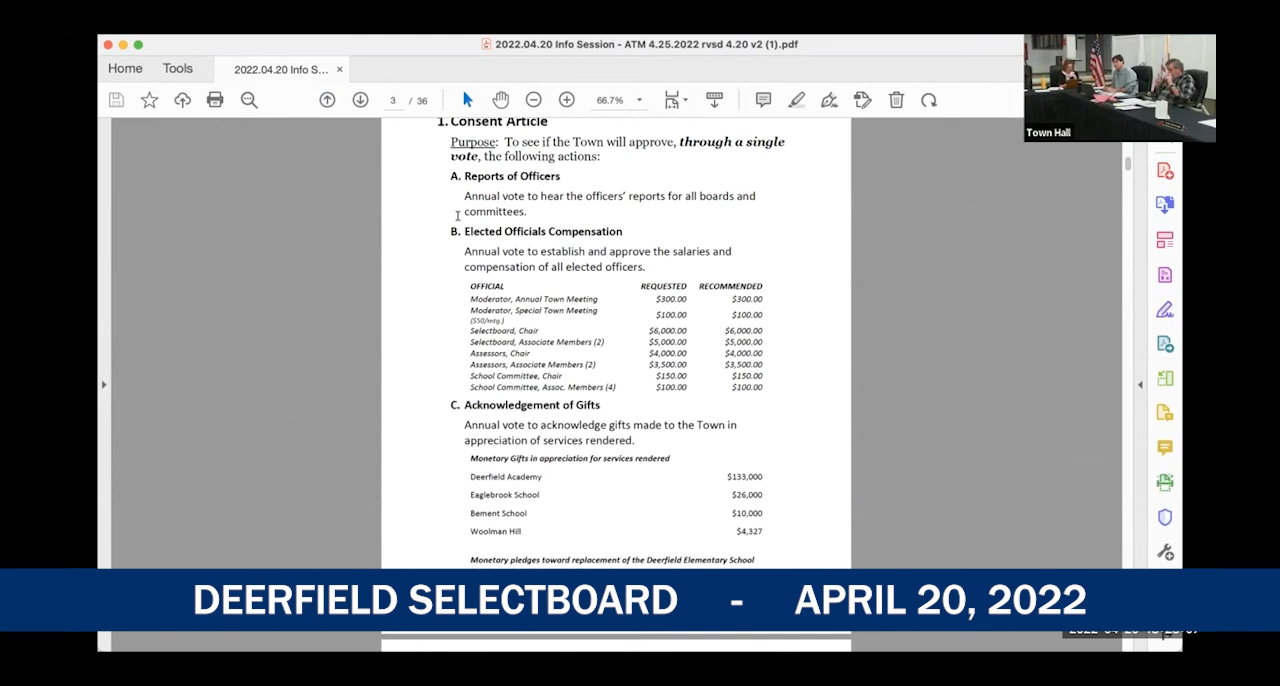 2022.04.20 Info Session - ATM 4.25.2022 rvsd 4.20 v2 (1).pdf
Home Tools 2022.04.20 Info S... ×
3 / 36 66.7%
Town Hall
1. Consent Article
Purpose: To see if the Town will approve, through a single
vote, the following actions:
A. Reports of Officers
Annual vote to hear the officers' reports for all boards and
committees.
B. Elected Officials Compensation
Annual vote to establish and approve the salaries and
compensation of all elected officers.
OFFICIAL REQUESTED RECOMMENDED
Moderator, Annual Town Meeting $300.00 $300.00
Moderator, Special Town Meeting
($50/mtg.) $100.00 $100.00
Selectboard, Chair $6,000.00 $6,000.00
Selectboard, Associate Members (2) $5,000.00 $5,000.00
Assessors, Chair $4,000.00 $4,000.00
Assessors, Associate Members (2) $3,500.00 $3,500.00
School Committee, Chair $150.00 $150.00
School Committee, Assoc. Members (4) $100.00 $100.00
C. Acknowledgement of Gifts
Annual vote to acknowledge gifts made to the Town in
appreciation of services rendered.
Monetary Gifts in appreciation for services rendered
Deerfield Academy $133,000
Eaglebrook School $26,000
Bement School $10,000
Woolman Hill $4,327
Monetary pledges toward replacement of the Deerfield Elementary School
DEERFIELD SELECTBOARD - APRIL 20, 2022